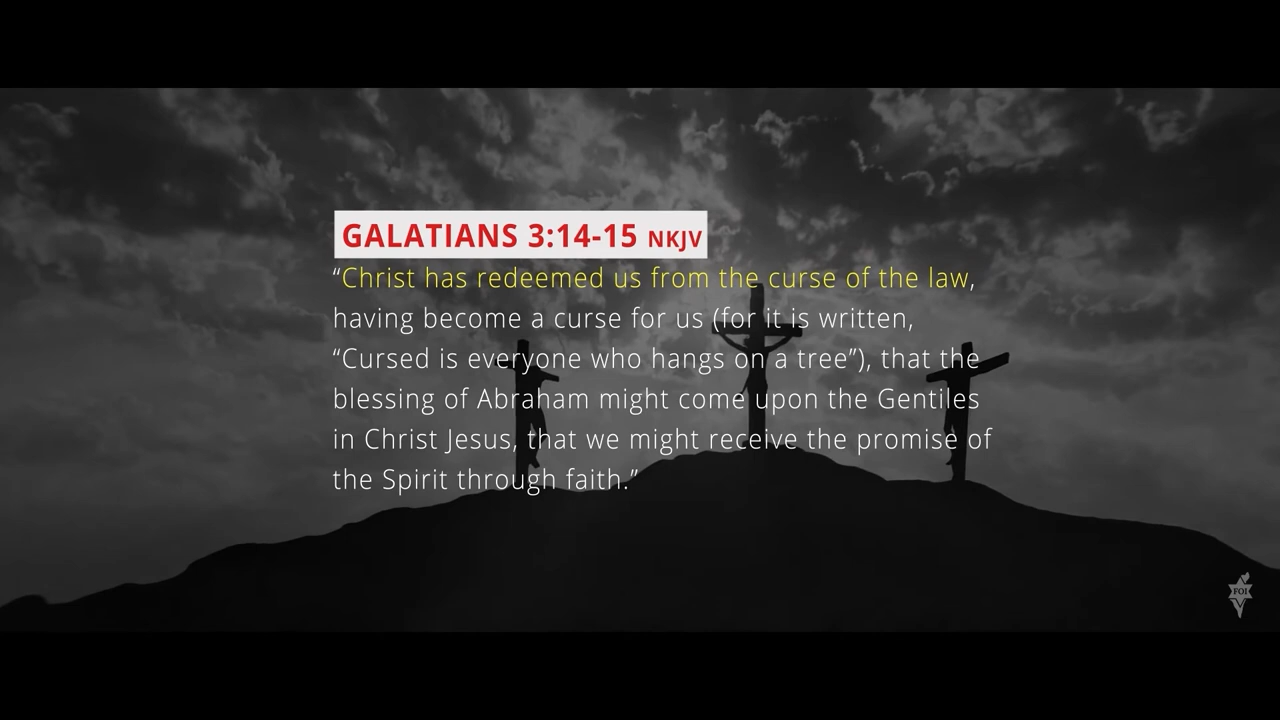 GALATIANS 3:14-15 NKJV
“Christ has redeemed us from the curse of the law,
having become a curse for us (for it is written,
“Cursed is everyone who hangs on a tree”), that the
blessing of Abraham might come upon the Gentiles
in Christ Jesus, that we might receive the promise of
the Spirit through faith.”
FOI